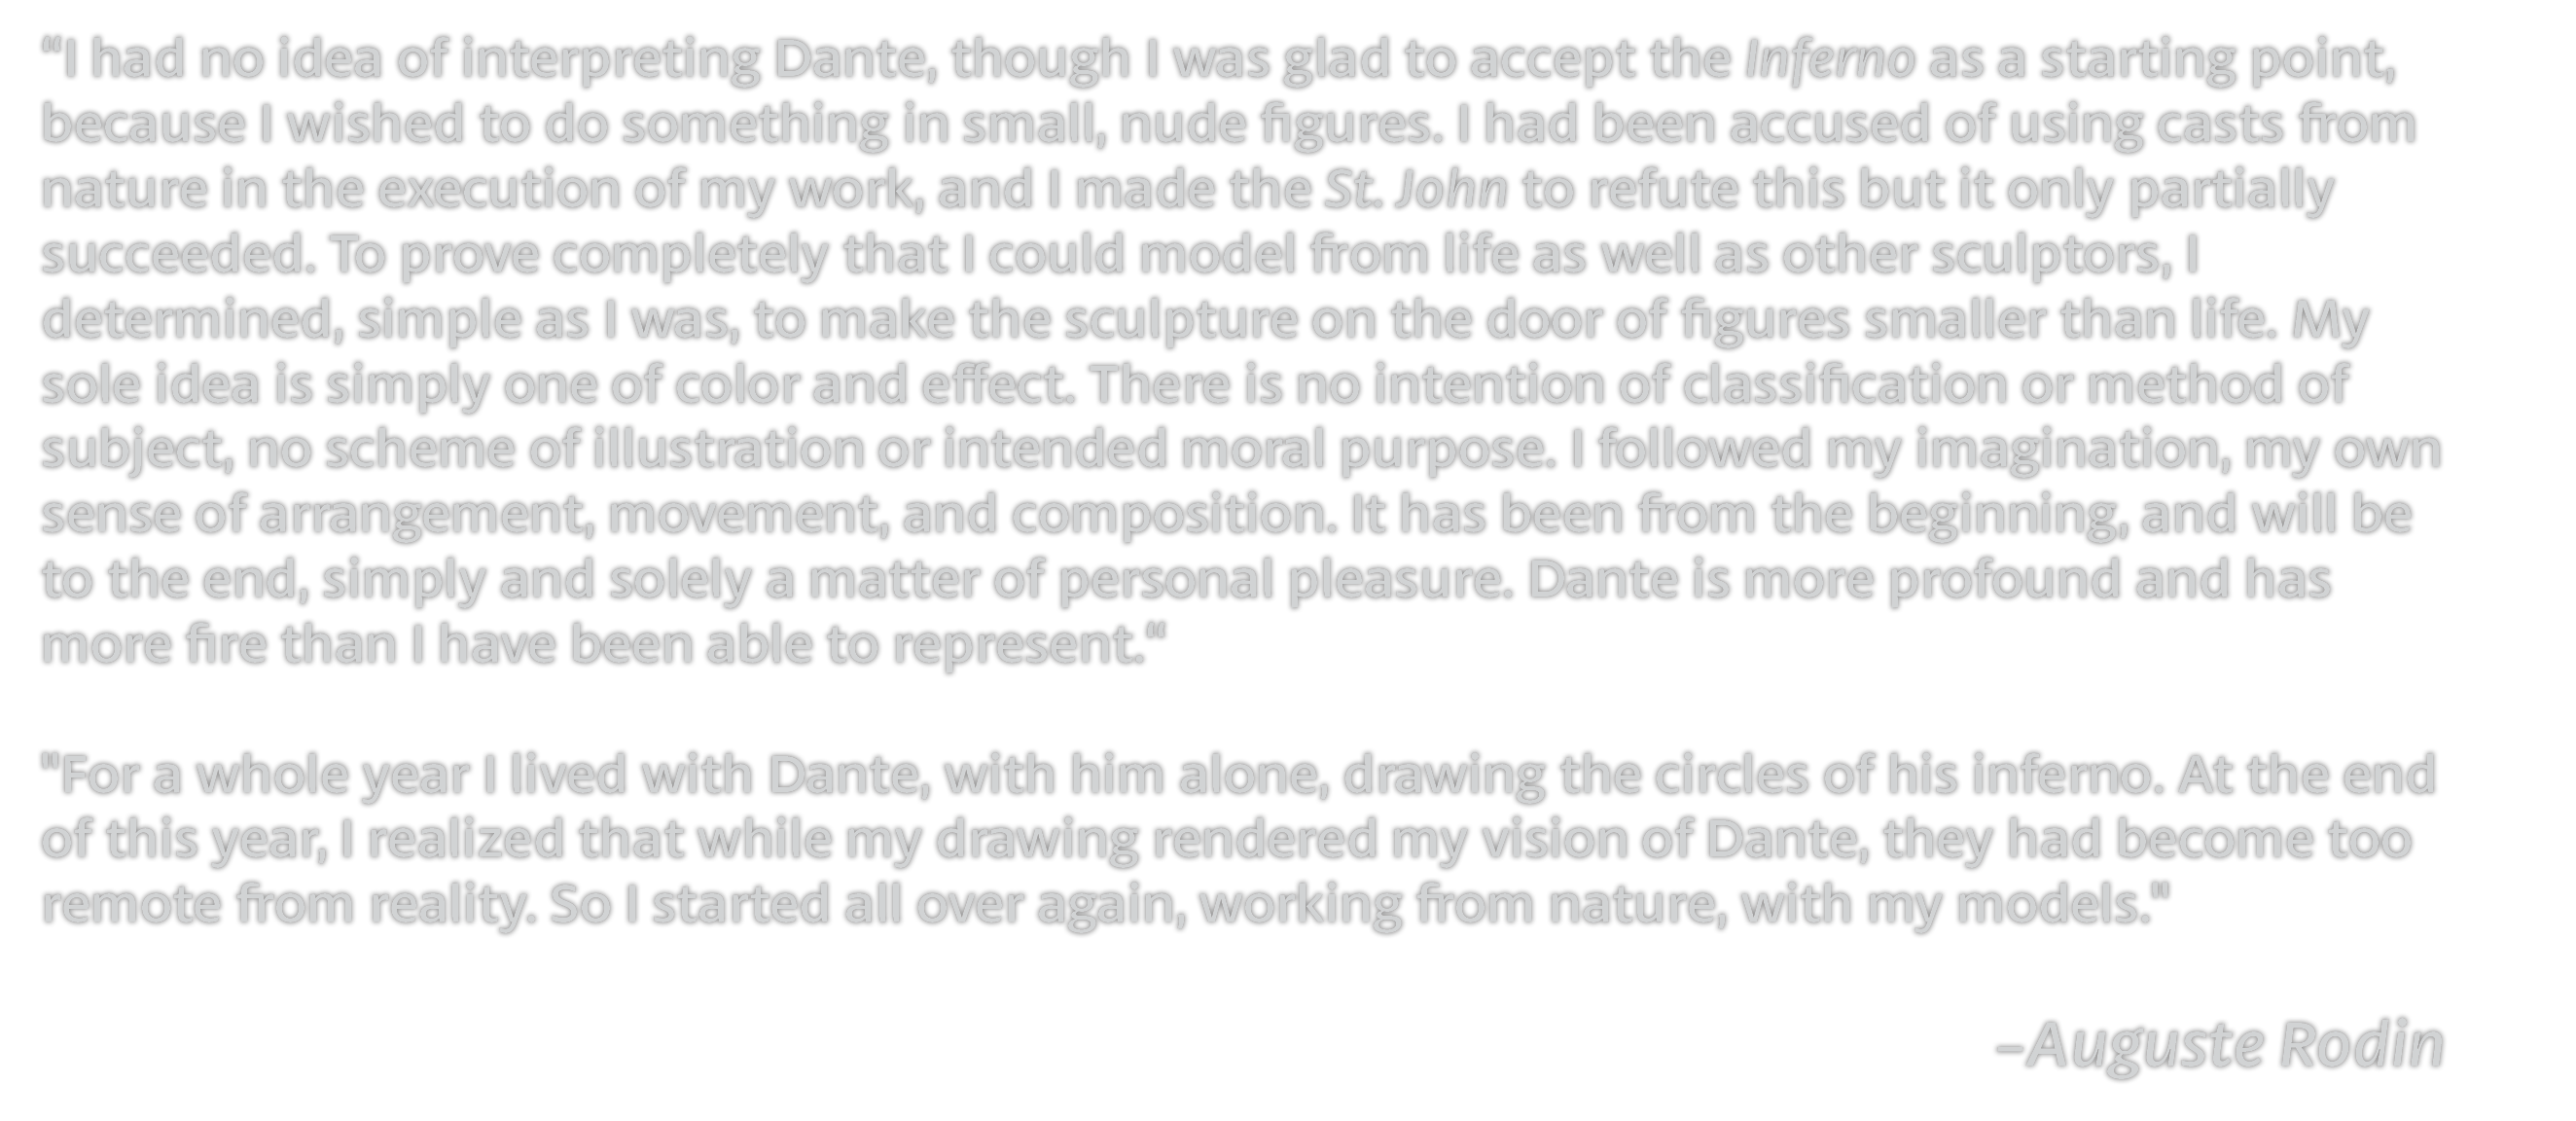 “I had no idea of interpreting Dante, though I was glad to accept the Inferno as a starting point,
because I wished to do something in small, nude figures. I had been accused of using casts from
nature in the execution of my work, and I made the St. John to refute this but it only partially
succeeded. To prove completely that I could model from life as well as other sculptors, I
determined, simple as I was, to make the sculpture on the door of figures smaller than life. My
sole idea is simply one of color and effect. There is no intention of classification or method of
subject, no scheme of illustration or intended moral purpose. I followed my imagination, my own
sense of arrangement, movement, and composition. It has been from the beginning, and will be
to the end, simply and solely a matter of personal pleasure. Dante is more profound and has
more fire than I have been able to represent.“
"For a whole year I lived with Dante, with him alone, drawing the circles of his inferno. At the end
of this year, I realized that while my drawing rendered my vision of Dante, they had become too
remote from reality. So I started all over again, working from nature, with my models."
–Auguste Rodin